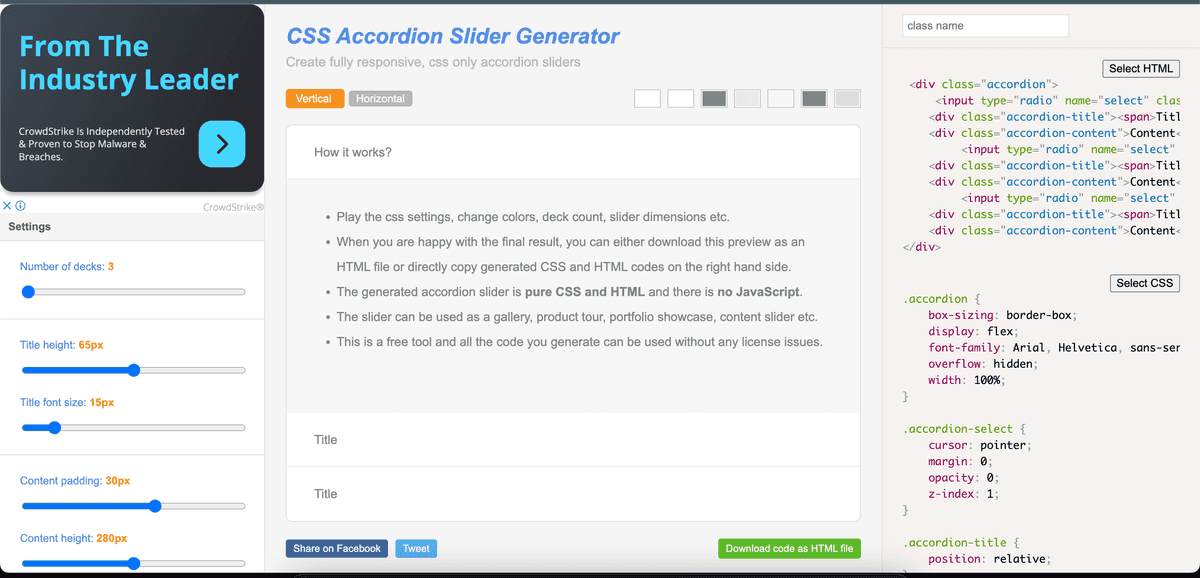 From The
Industry Leader
CrowdStrike Is Independently Tested
& Proven to Stop Malware &
Breaches.
CrowdStrike®
Settings
Number of decks: 3
Title height: 65px
Title font size: 15px
Content padding: 30px
Content height: 280px
CSS Accordion Slider Generator
Create fully responsive, css only accordion sliders
Vertical
Horizontal
How it works?
• Play the css settings, change colors, deck count, slider dimensions etc.
• When you are happy with the final result, you can either download this preview as an
HTML file or directly copy generated CSS and HTML codes on the right hand side.
• The generated accordion slider is pure CSS and HTML and there is no JavaScript.
• The slider can be used as a gallery, product tour, portfolio showcase, content slider etc.
• This is a free tool and all the code you generate can be used without any license issues.
Title
Title
Share on Facebook
Tweet
Download code as HTML file
class name
Select HTML
<div class="accordion">
<input type="radio" name="select" clas
<div class="accordion-title"><span>Titl
<div class="accordion-content">Content<
<input type="radio" name="select"
<div class="accordion-title"><span>Titl
<div class="accordion-content">Content<
<input type="radio" name="select"
<div class="accordion-title"><span>Titl
<div class="accordion-content">Content<
</div>
Select CSS
.accordion {
box-sizing: border-box;
display: flex;
font-family: Arial, Helvetica, sans-ser
overflow: hidden;
width: 100%;
}
.accordion-select {
cursor: pointer;
margin: 0;
opacity: 0;
z-index: 1;
}
.accordion-title {
position: relative;